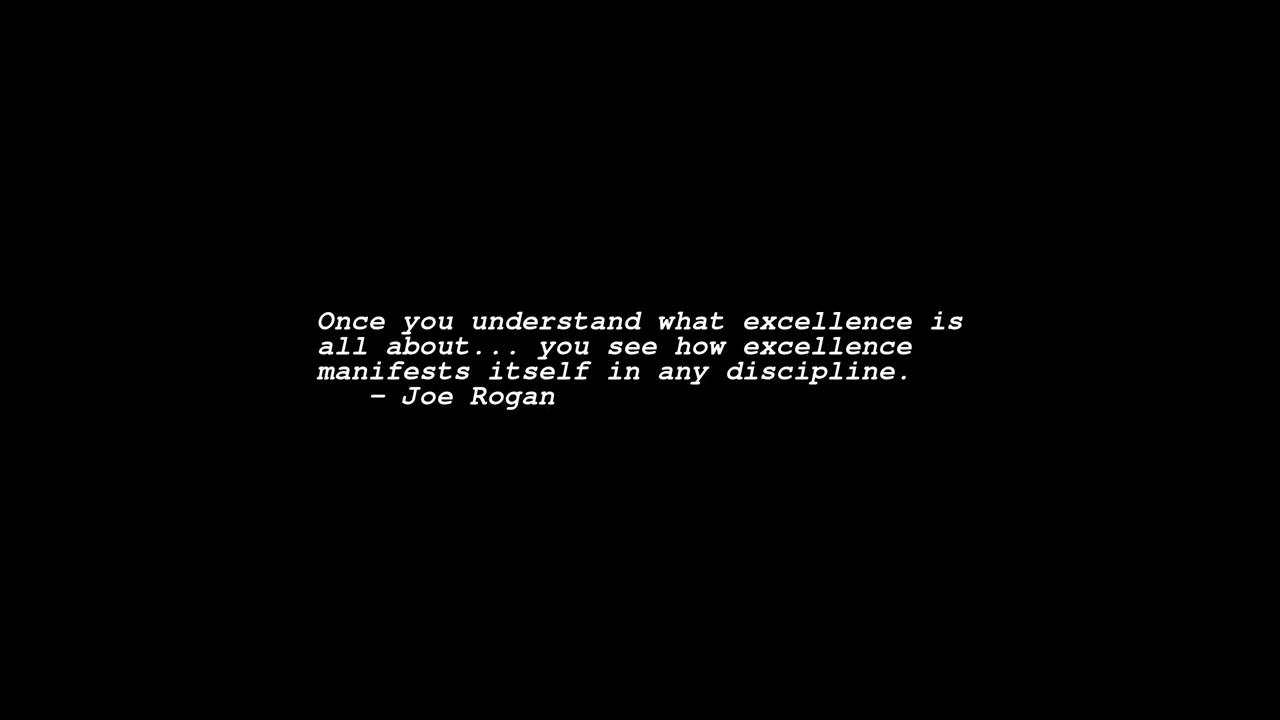 Once you understand what excellence is
all about... you see how excellence
manifests itself in any discipline.
– Joe Rogan